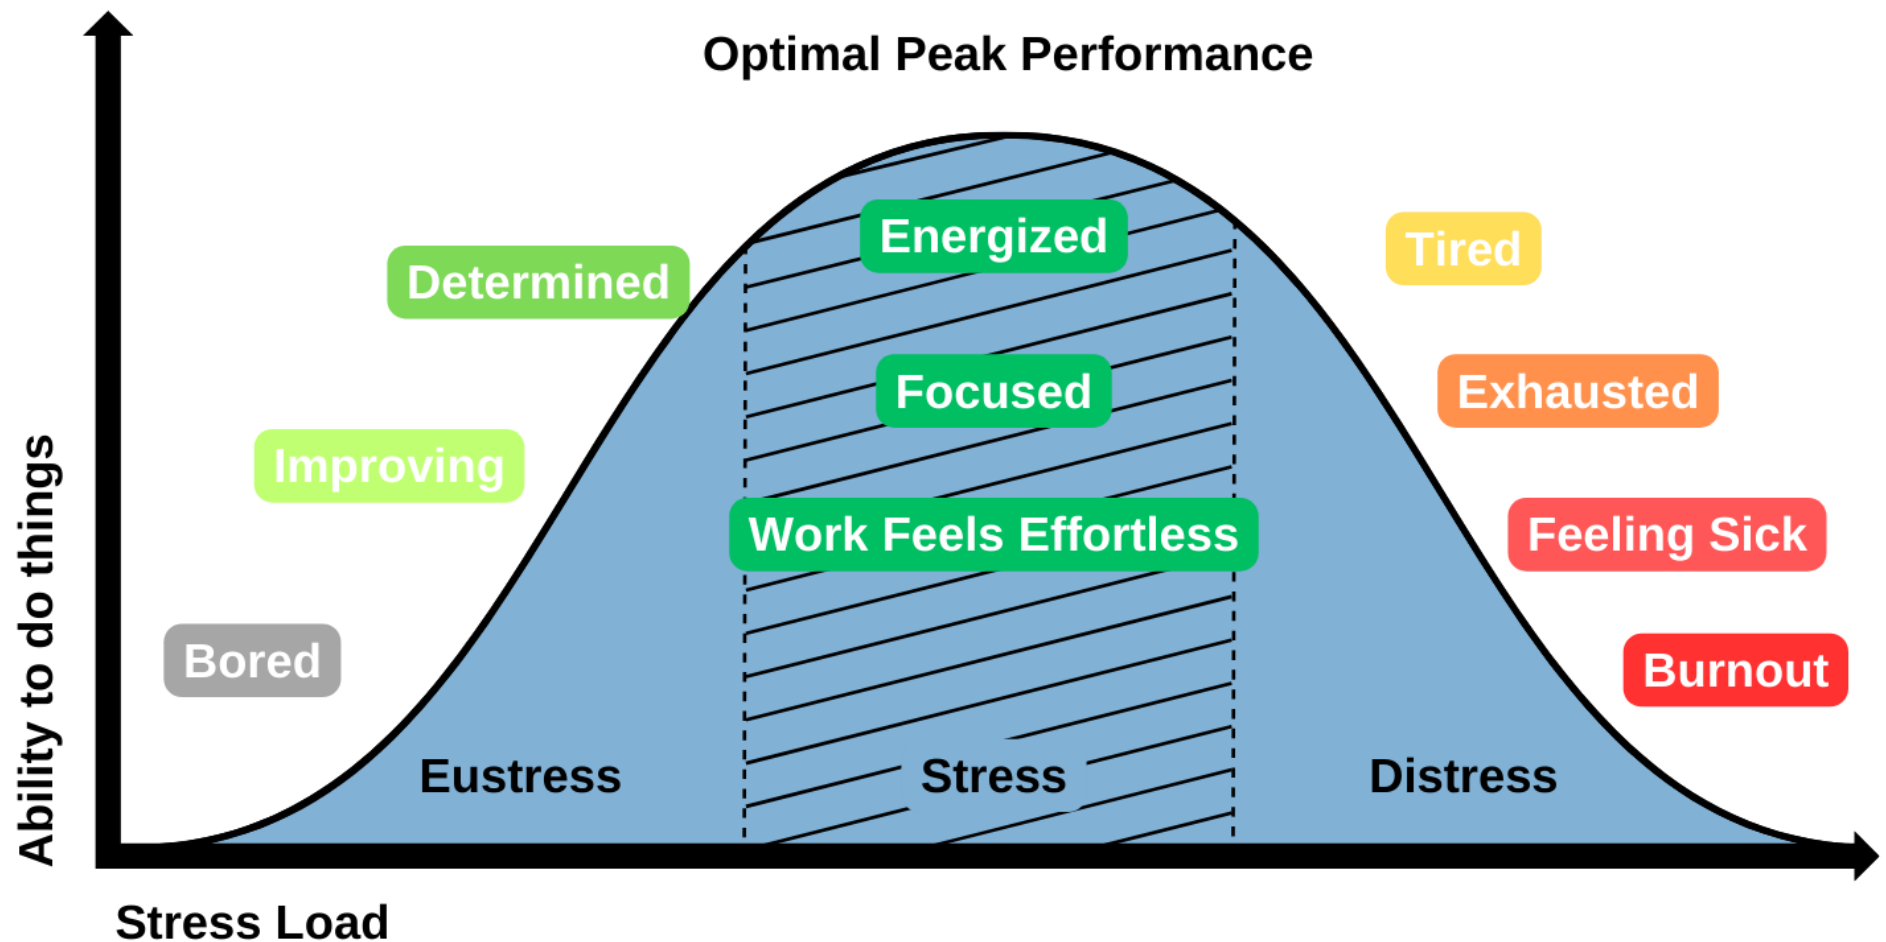 Optimal Peak Performance
Energized
Tired
Determined
Focused
Exhausted
Improving
Work Feels Effortless
Feeling Sick
Bored
Burnout
Eustress
Stress
Distress
Ability to do things
Stress Load